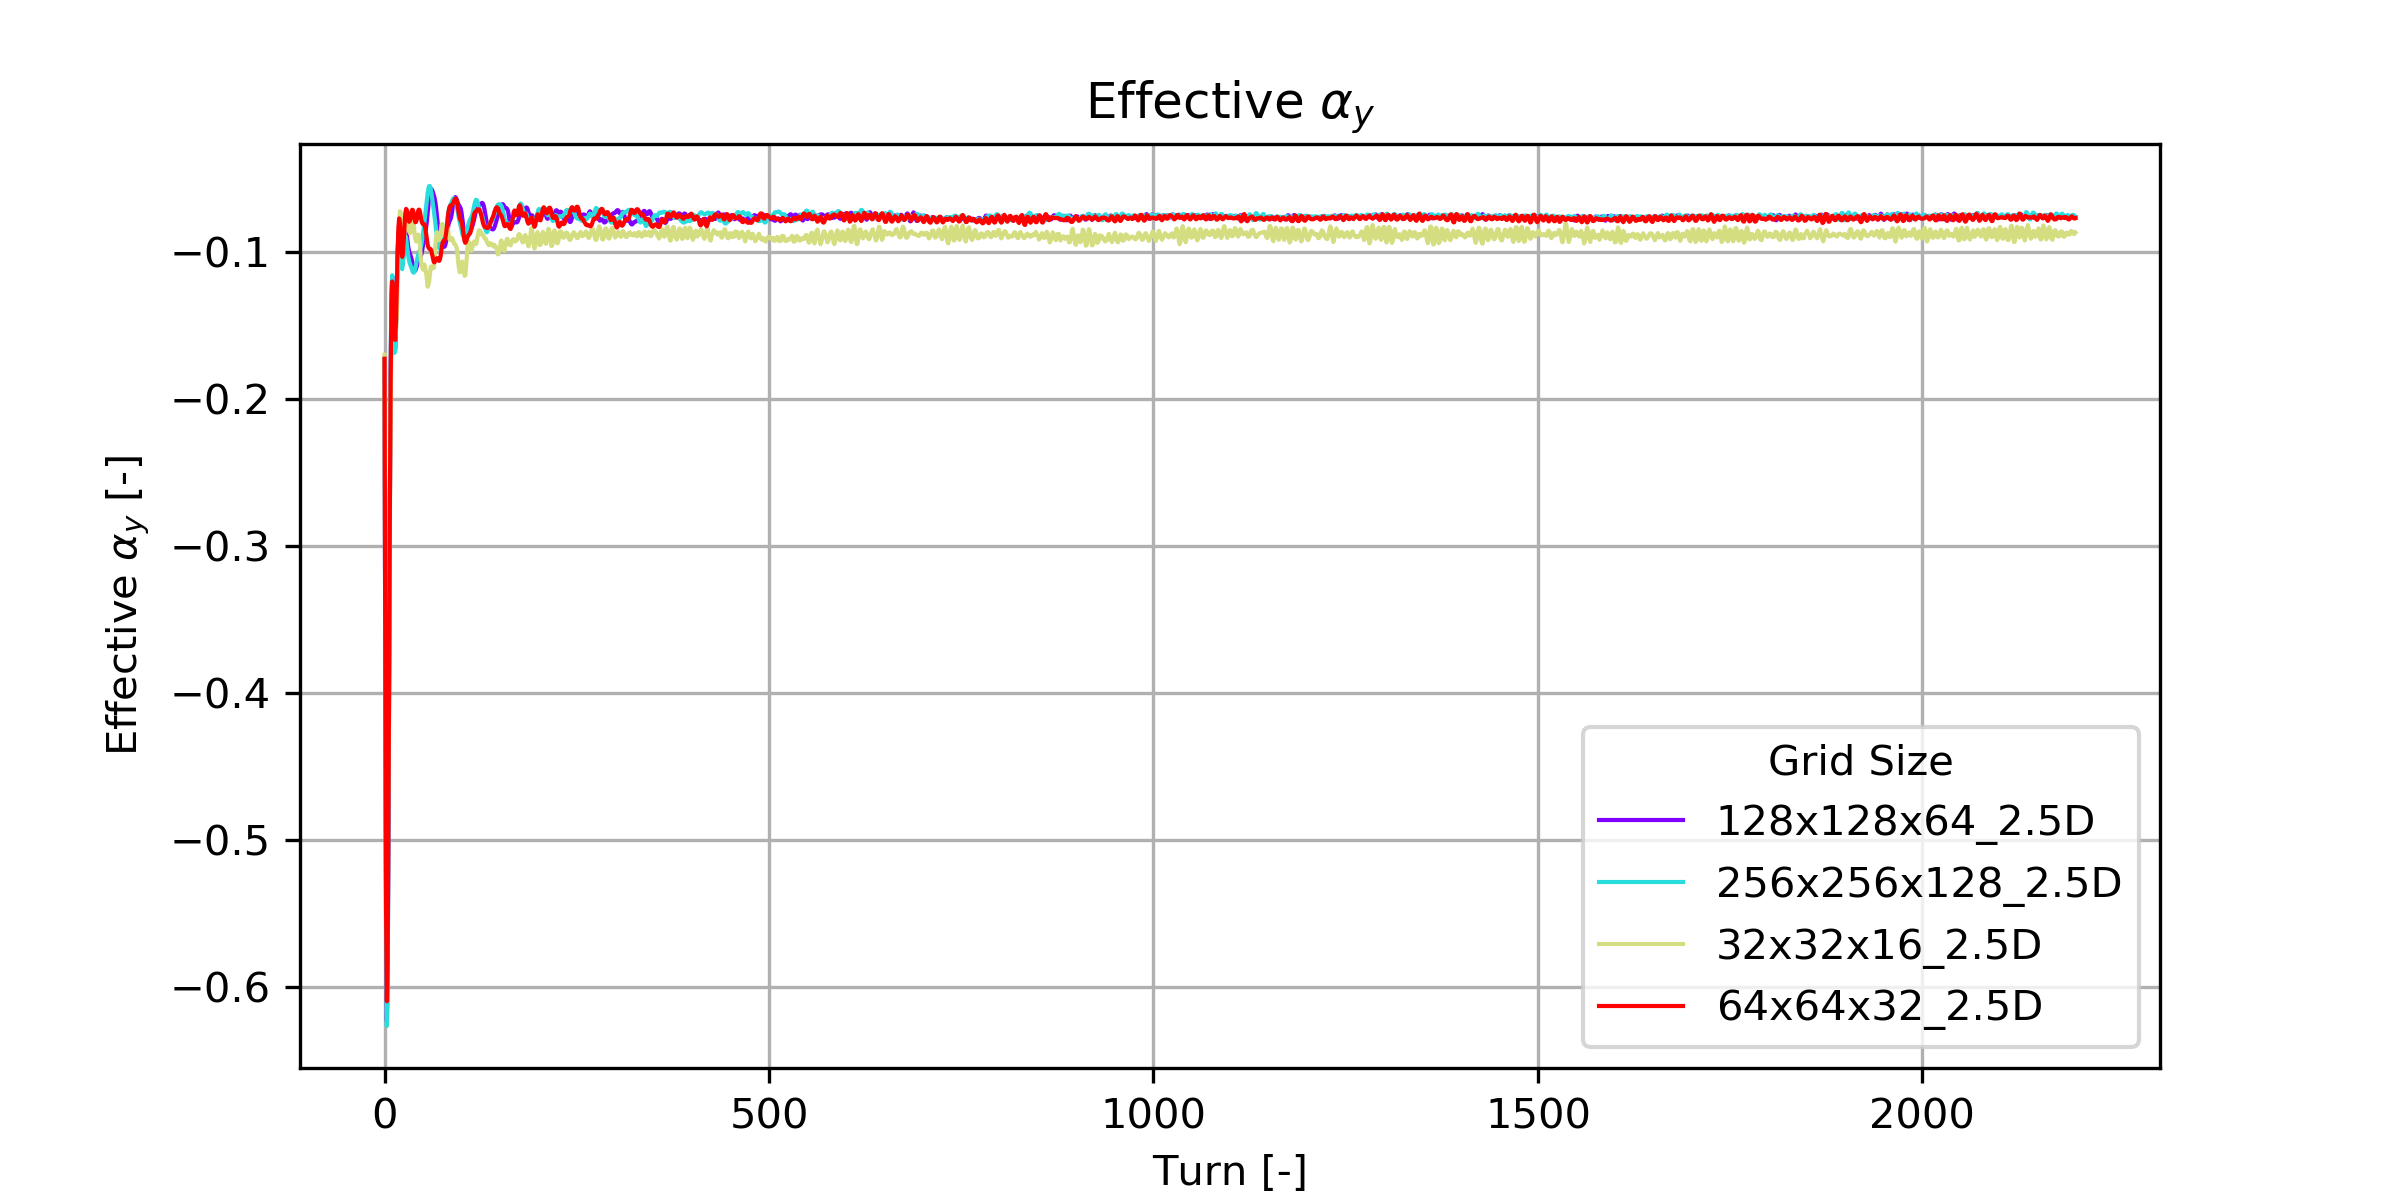 Effective αy
Effective αy [-]
−0.1
−0.2
−0.3
−0.4
−0.5
−0.6
0 500 1000 1500 2000
Turn [-]
Grid Size
128x128x64_2.5D
256x256x128_2.5D
32x32x16_2.5D
64x64x32_2.5D